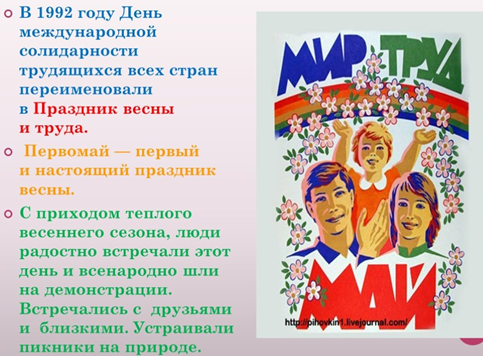 В 1992 году День
международной
солидарности
трудящихся всех стран
переименовали
в Праздник весны
и труда.
Первомай — первый
и настоящий праздник
весны.
С приходом теплого
весеннего сезона, люди
радостно встречали этот
день и всенародно шли
на демонстрации.
Встречались с друзьями
и близкими. Устраивали
пикники на природе.
МИР ТРУД
МАЙ
http://pihovkin1.livejournal.com/